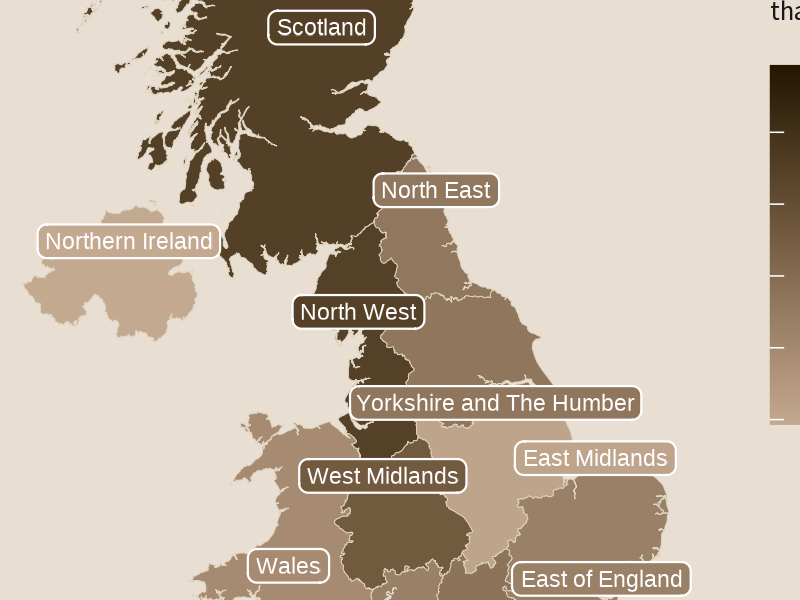 tha
Scotland
North East
Northern Ireland
North West
Yorkshire and The Humber
East Midlands
West Midlands
Wales
East of England